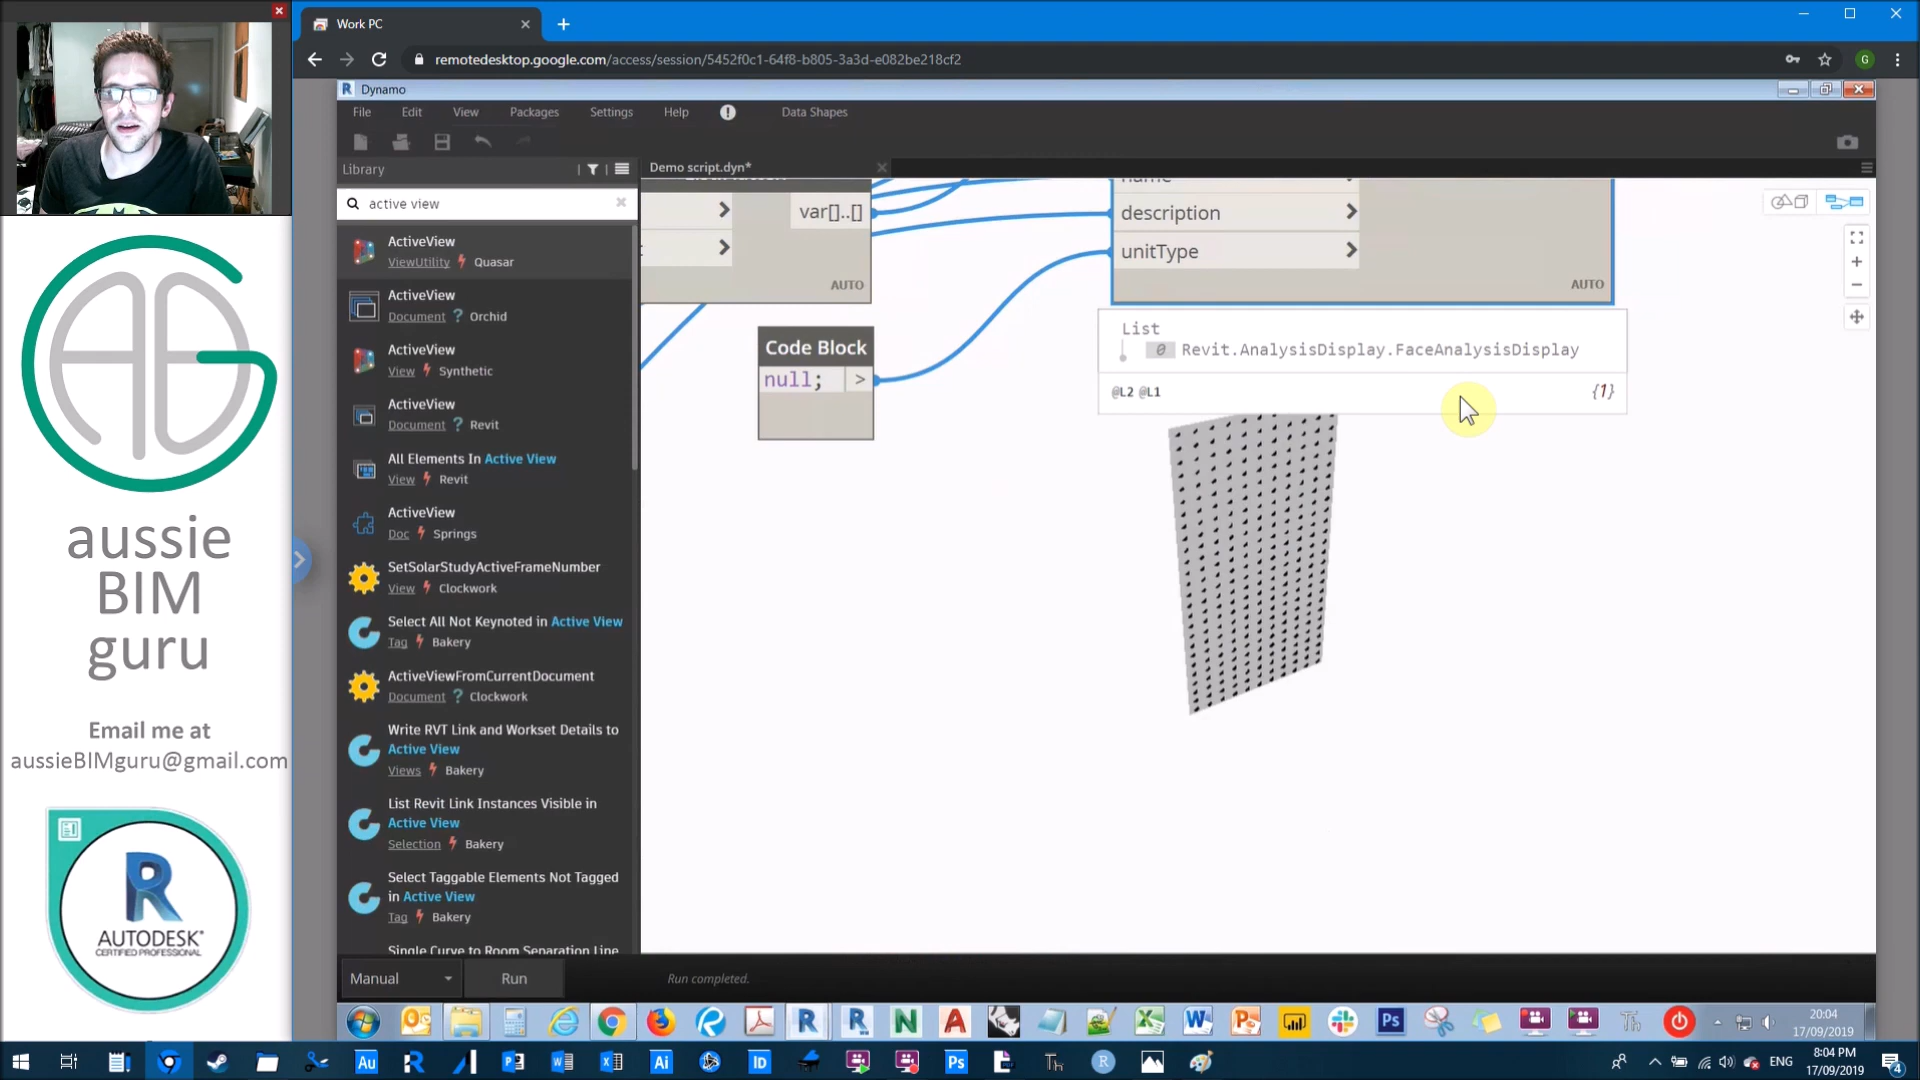 Work PC
remotedesktop.google.com/access/session/5452f0c1-64f8-b805-3a3d-e082be218cf2
G
R Dynamo
File Edit View Packages Settings Help Data Shapes
Library
Demo script.dyn*
active view
ActiveView
ViewUtility Quasar
ActiveView
Document ? Orchid
ActiveView
View Synthetic
ActiveView
Document ? Revit
All Elements In Active View
View Revit
ActiveView
Doc Springs
SetSolarStudyActiveFrameNumber
View Clockwork
Select All Not Keynoted in Active View
Tag Bakery
ActiveViewFromCurrentDocument
Document ? Clockwork
Write RVT Link and Workset Details to
Active View
Views Bakery
List Revit Link Instances Visible in
Active View
Selection Bakery
Select Taggable Elements Not Tagged
in Active View
Tag Bakery
Single Curve to Room Separation Line
var[]..[]
AUTO
name
description
unitType
AUTO
Code Block
null; >
List
0 Revit.AnalysisDisplay.FaceAnalysisDisplay
@L2 @L1
{1}
Manual
Run
Run completed.
20:04
17/09/2019
8:04 PM
ENG
17/09/2019
4
AG
aussie
BIM
guru
Email me at
aussieBIMguru@gmail.com
R
AUTODESK
CERTIFIED PROFESSIONAL